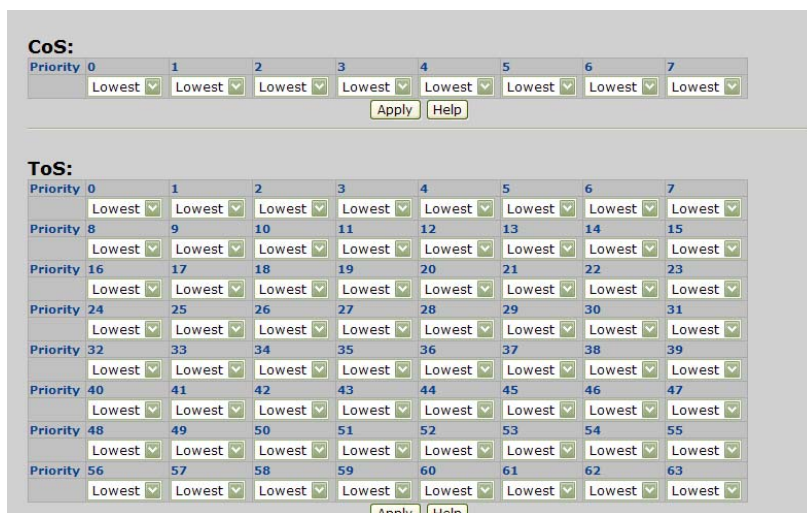 CoS:
Priority 0 1 2 3 4 5 6 7
Lowest Lowest Lowest Lowest Lowest Lowest Lowest Lowest
Apply Help
ToS:
Priority 0 1 2 3 4 5 6 7
Lowest Lowest Lowest Lowest Lowest Lowest Lowest Lowest
Priority 8 9 10 11 12 13 14 15
Lowest Lowest Lowest Lowest Lowest Lowest Lowest Lowest
Priority 16 17 18 19 20 21 22 23
Lowest Lowest Lowest Lowest Lowest Lowest Lowest Lowest
Priority 24 25 26 27 28 29 30 31
Lowest Lowest Lowest Lowest Lowest Lowest Lowest Lowest
Priority 32 33 34 35 36 37 38 39
Lowest Lowest Lowest Lowest Lowest Lowest Lowest Lowest
Priority 40 41 42 43 44 45 46 47
Lowest Lowest Lowest Lowest Lowest Lowest Lowest Lowest
Priority 48 49 50 51 52 53 54 55
Lowest Lowest Lowest Lowest Lowest Lowest Lowest Lowest
Priority 56 57 58 59 60 61 62 63
Lowest Lowest Lowest Lowest Lowest Lowest Lowest Lowest
Apply Help